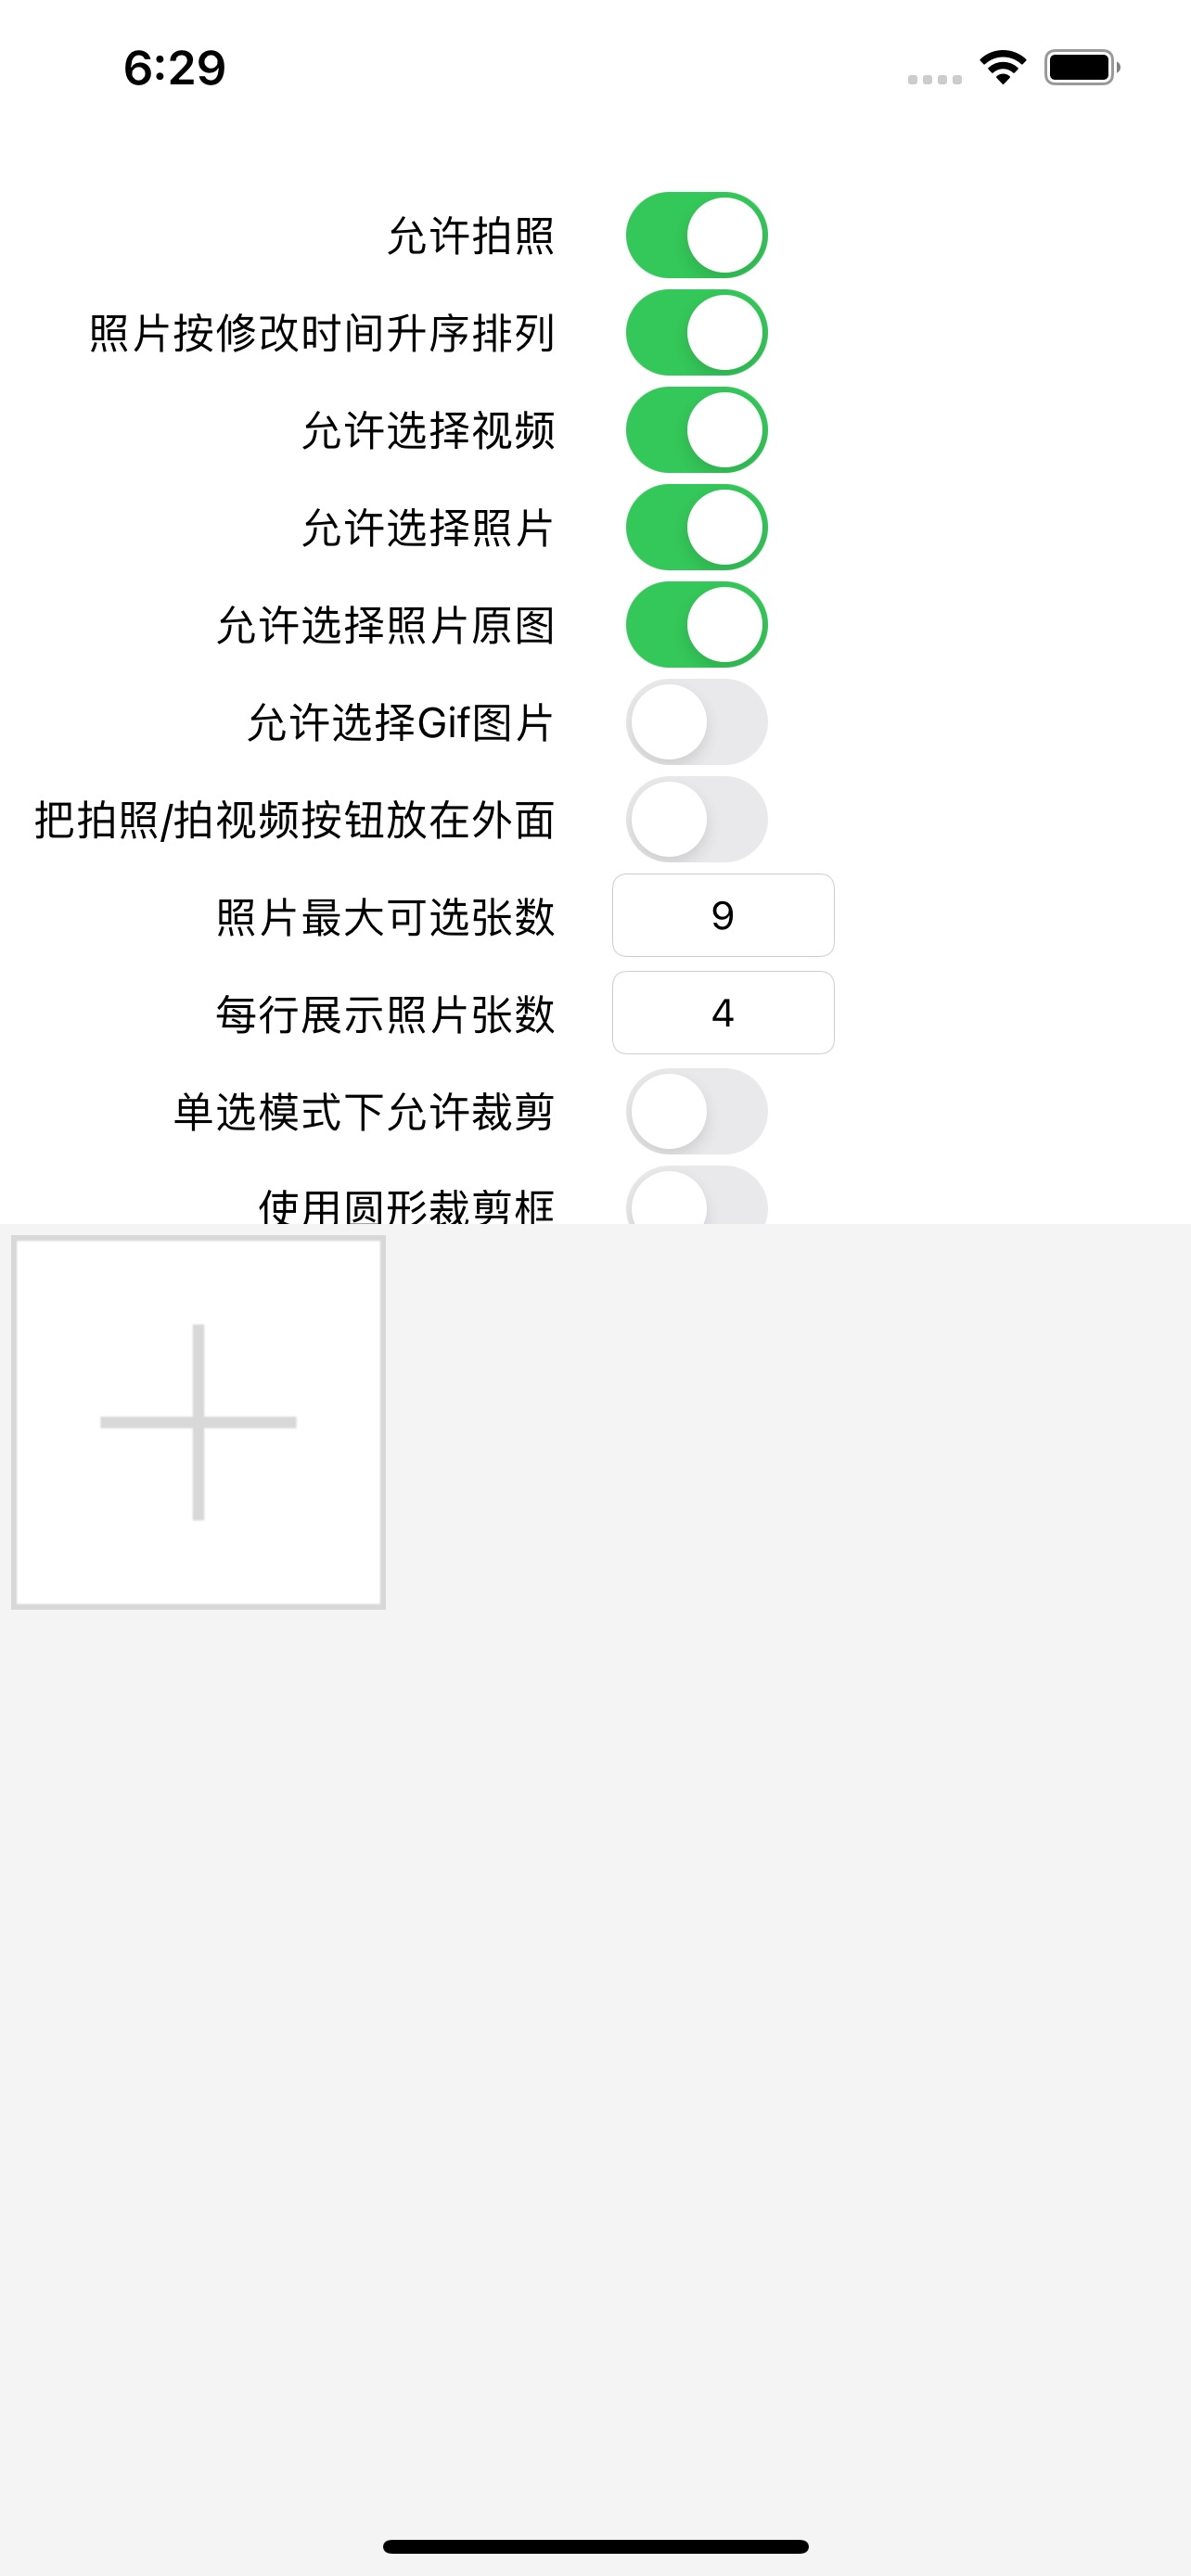 6:29
允许拍照
照片按修改时间升序排列
允许选择视频
允许选择照片
允许选择照片原图
允许选择Gif图片
把拍照/拍视频按钮放在外面
照片最大可选张数 9
每行展示照片张数 4
单选模式下允许裁剪
使用圆形裁剪框